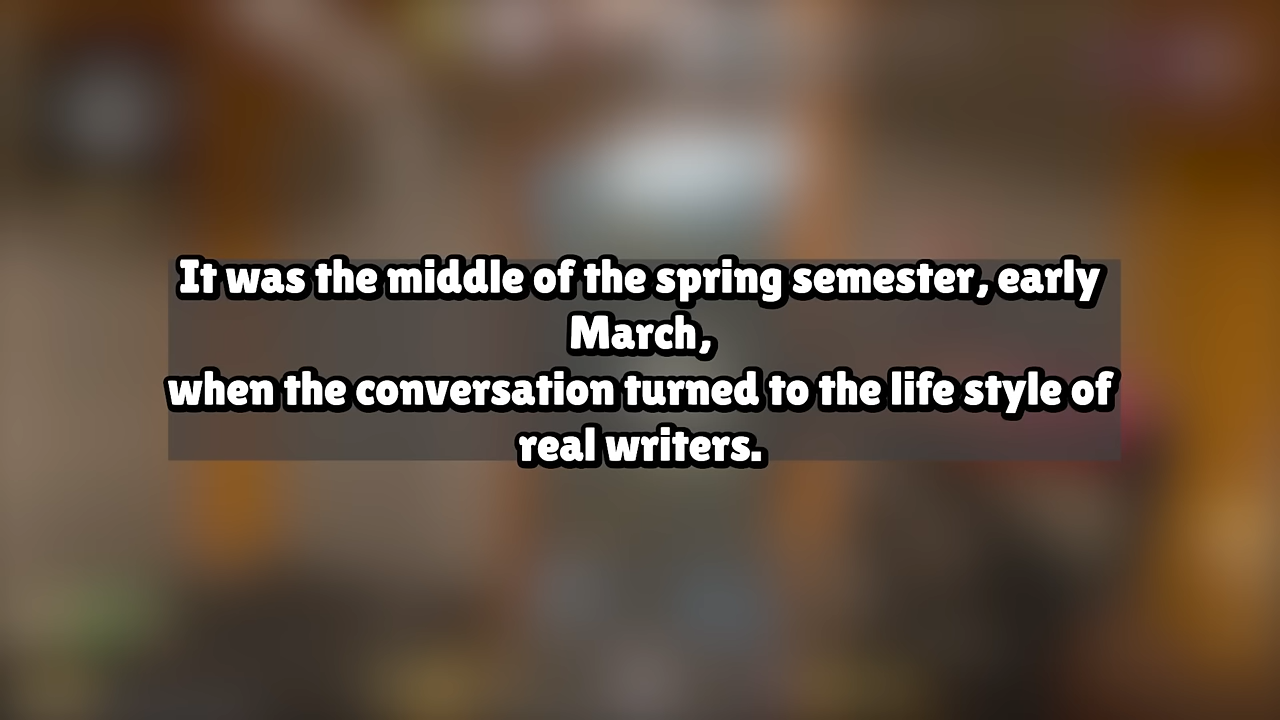 It was the middle of the spring semester, early
March,
when the conversation turned to the life style of
real writers.